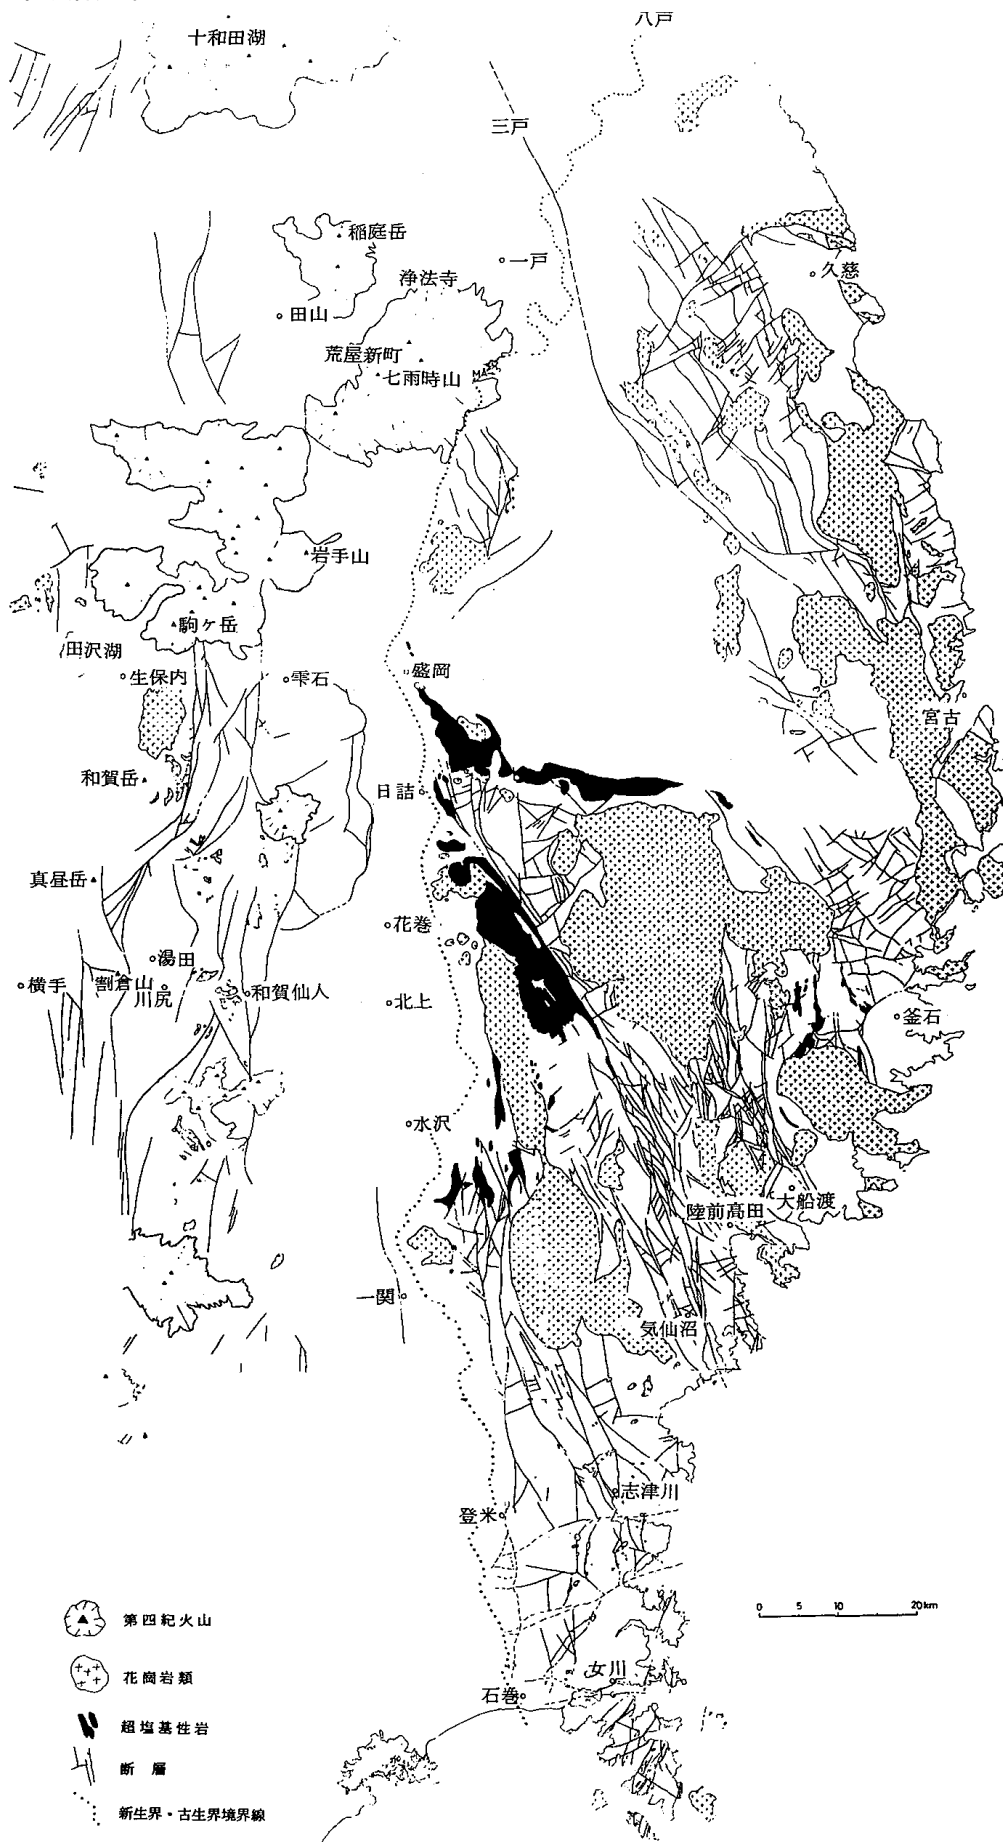 八戸
十和田湖
三戸
稲庭岳
一戸
浄法寺
久慈
田山
荒屋新町
七雨時山
岩手山
駒ヶ岳
田沢湖
生保内
雫石
盛岡
宮古
和賀岳
日詰
真昼岳
花巻
湯田
横手
割倉山
川尻
和賀仙人
北上
釜石
水沢
大船渡
陸前高田
一関
気仙沼
志津川
登米
女川
石巻
0 5 10 20km
第四紀火山
花崗岩類
超塩基性岩
断層
新生界・古生界境界線